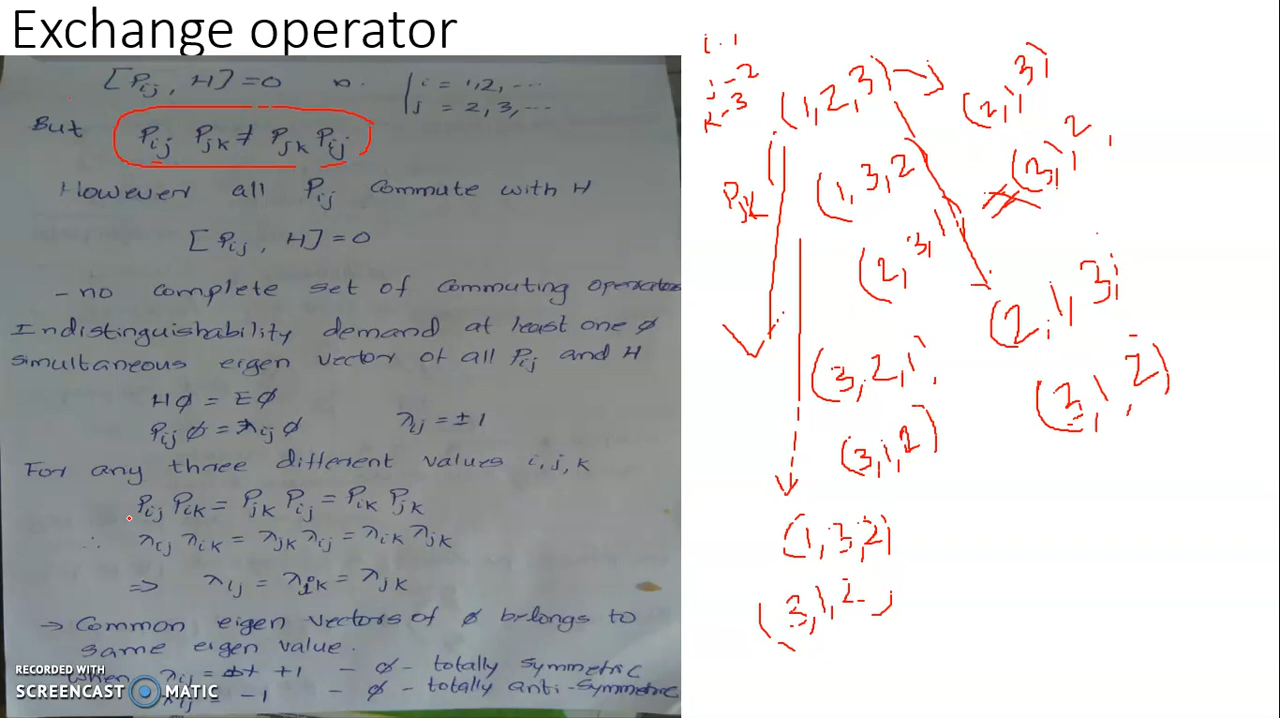 Exchange operator
[Pij, H] = 0
i = 1,2, ...
j = 2, 3, ...
But Pij Pjk ≠ Pjk Pij
However all Pij commute with H
[Pij, H] = 0
- no complete set of commuting operators
Indistinguishability demand at least one φ
simultaneous eigen vector of all Pij and H
Hφ = Eφ
Pij φ = λij φ λij = ±1
For any three different values i, j, k
Pij Pik = Pjk Pij = Pik Pjk
∴ λij λik = λjk λij = λik λjk
⇒ λij = λik = λjk
→ Common eigen vectors of φ belongs to
same eigen value.
When λij = +1 - φ - totally symmetric
λij = -1 - φ - totally anti-symmetric
RECORDED WITH
SCREENCAST MATIC
i-1
j-2
k-3
(1,2,3)
(2,1,3)
(3,1,2)
Pjk
(1,3,2)
(2,3,1)
(2,1,3)
(3,2,1)
(3,1,2)
(3,1,2)
(1,3,2)
(3,1,2)